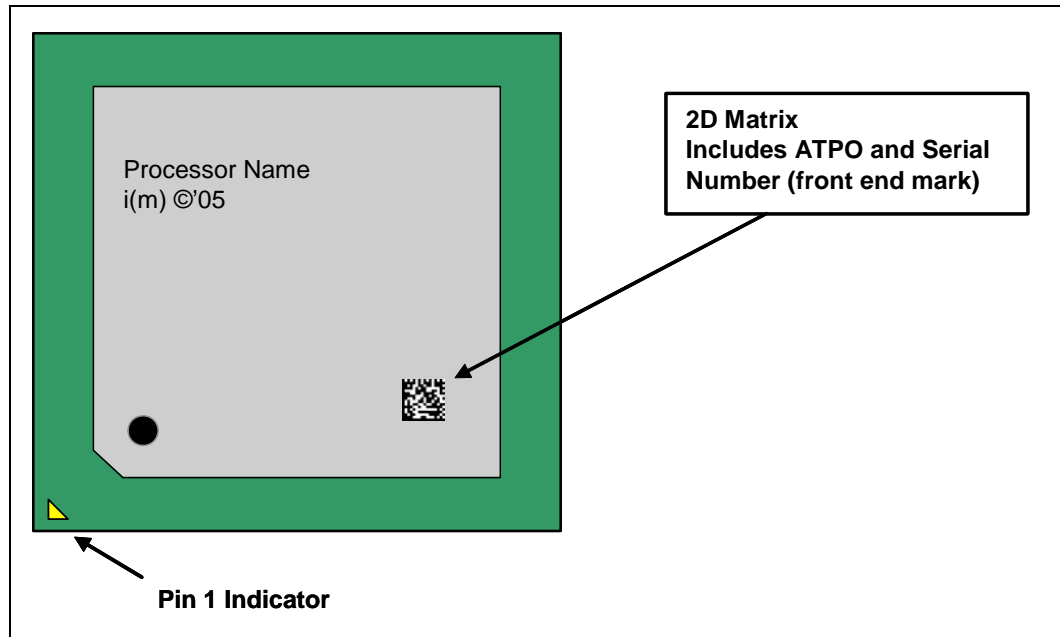 Processor Name
i(m) ©'05
2D Matrix
Includes ATPO and Serial
Number (front end mark)
Pin 1 Indicator